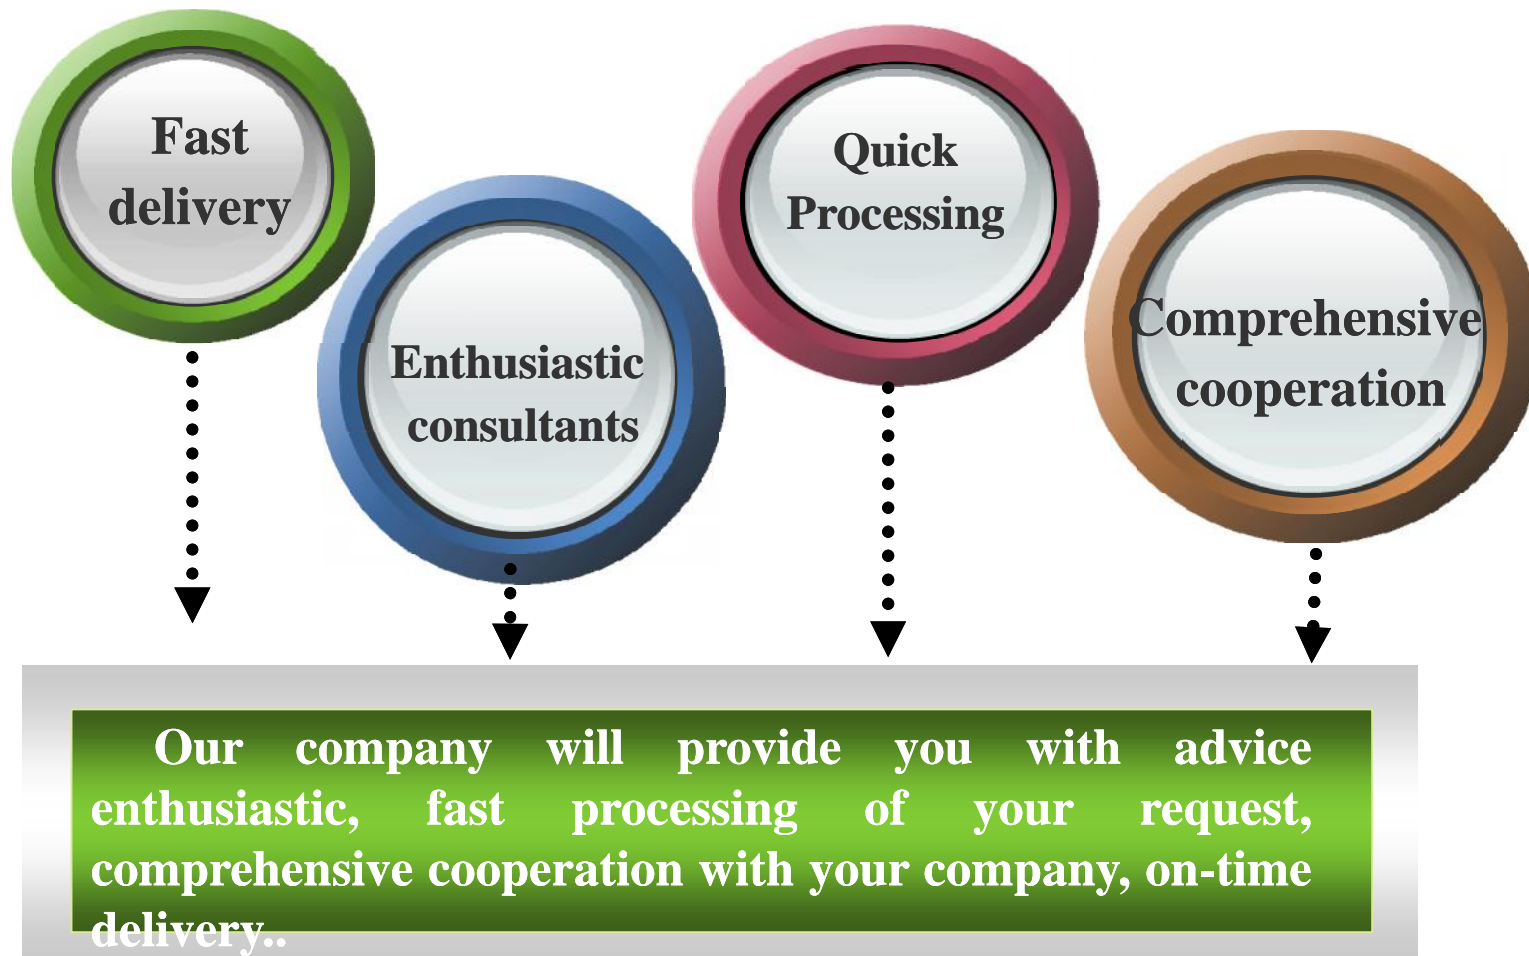 Fast
delivery
Enthusiastic
consultants
Quick
Processing
Comprehensive
cooperation
Our company will provide you with advice
enthusiastic, fast processing of your request,
comprehensive cooperation with your company, on-time
delivery..